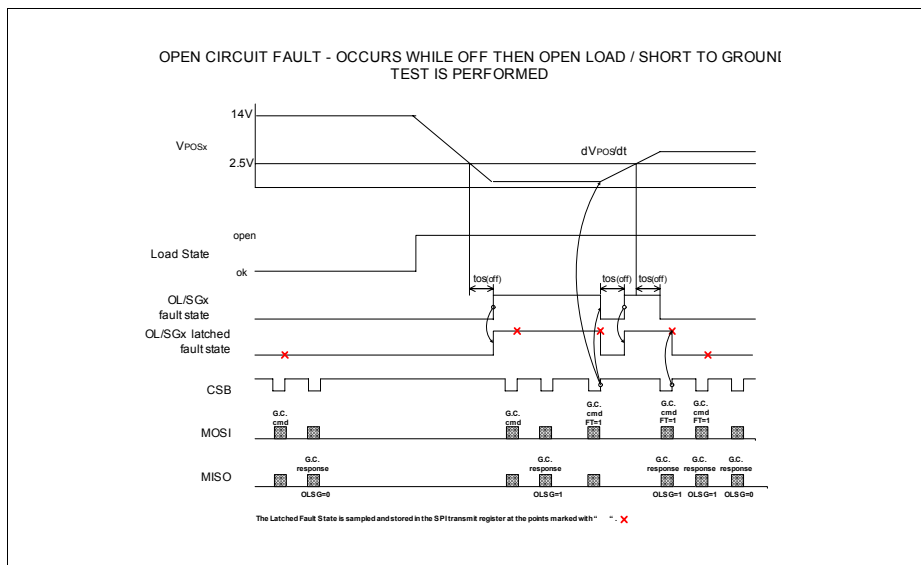 OPEN CIRCUIT FAULT - OCCURS WHILE OFF THEN OPEN LOAD / SHORT TO GROUN
TEST IS PERFORMED
14V
VPOSx
dVPOS/dt
2.5V
open
Load State
ok
tos(off) tos(off) tos(off)
OL/SGx
fault state
OL/SGx latched
fault state
CSB
G.C. cmd G.C. cmd G.C. cmd FT=1 G.C. cmd FT=1 G.C. cmd FT=1
MOSI
G.C. response G.C. response G.C. response G.C. response G.C. response
MISO
OLSG=0 OLSG=1 OLSG=1 OLSG=1 OLSG=0
The Latched Fault State is sampled and stored in the SPI transmit register at the points marked with “ “ .